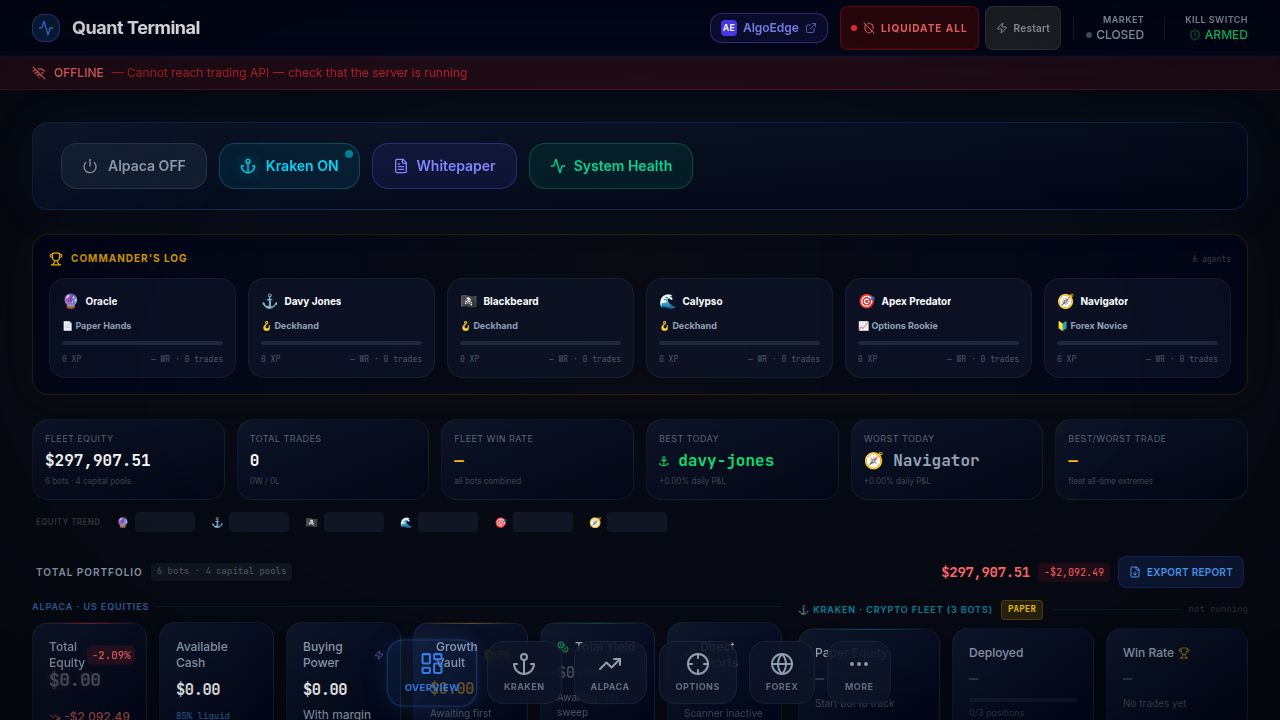 Quant Terminal
AE AlgoEdge
LIQUIDATE ALL
Restart
MARKET
CLOSED
KILL SWITCH
ARMED
OFFLINE — Cannot reach trading API — check that the server is running
Alpaca OFF
Kraken ON
Whitepaper
System Health
COMMANDER'S LOG
6 agents
Oracle
Paper Hands
0 XP
— WR · 0 trades
Davy Jones
Deckhand
0 XP
— WR · 0 trades
Blackbeard
Deckhand
0 XP
— WR · 0 trades
Calypso
Deckhand
0 XP
— WR · 0 trades
Apex Predator
Options Rookie
0 XP
— WR · 0 trades
Navigator
Forex Novice
0 XP
— WR · 0 trades
FLEET EQUITY
$297,907.51
6 bots · 4 capital pools
TOTAL TRADES
0
0W / 0L
FLEET WIN RATE
—
all bots combined
BEST TODAY
davy-jones
+0.00% daily P&L
WORST TODAY
Navigator
+0.00% daily P&L
BEST/WORST TRADE
—
fleet all-time extremes
EQUITY TREND
TOTAL PORTFOLIO
6 bots · 4 capital pools
$297,907.51
-$2,092.49
EXPORT REPORT
ALPACA · US EQUITIES
KRAKEN · CRYPTO FLEET (3 BOTS)
PAPER
not running
Total Equity
-2.09%
$0.00
-$2,092.49
Available Cash
$0.00
85% liquid
Buying Power
$0.00
With margin
Growth Vault
$0.00
Awaiting first
Total Yield
$0.00
sweep
Direct
Scanner inactive
Paper Equity
—
Start bot to track
Deployed
—
0/3 positions
Win Rate
—
No trades yet
OVERVIEW
KRAKEN
ALPACA
OPTIONS
FOREX
MORE